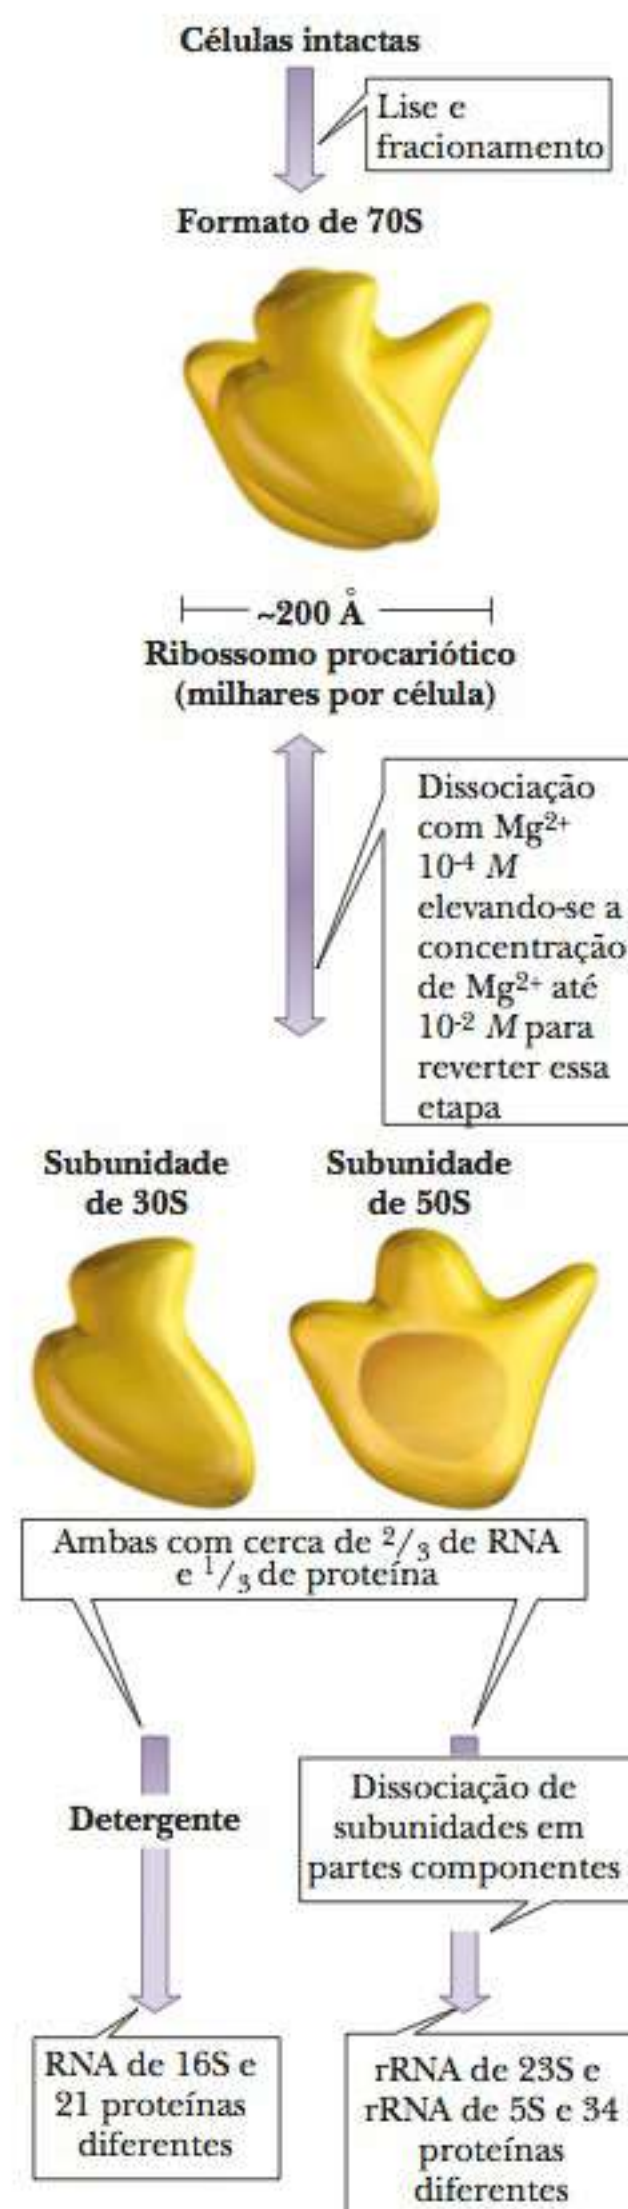 Células intactas
Lise e
fracionamento
Formato de 70S
~200 Å
Ribossomo procariótico
(milhares por célula)
Dissociação
com Mg²⁺
10⁻⁴ M
elevando-se a
concentração
de Mg²⁺ até
10⁻² M para
reverter essa
etapa
Subunidade
de 30S
Subunidade
de 50S
Ambas com cerca de ²/₃ de RNA
e ¹/₃ de proteína
Detergente
Dissociação de
subunidades em
partes componentes
RNA de 16S e
21 proteínas
diferentes
rRNA de 23S e
rRNA de 5S e 34
proteínas
diferentes